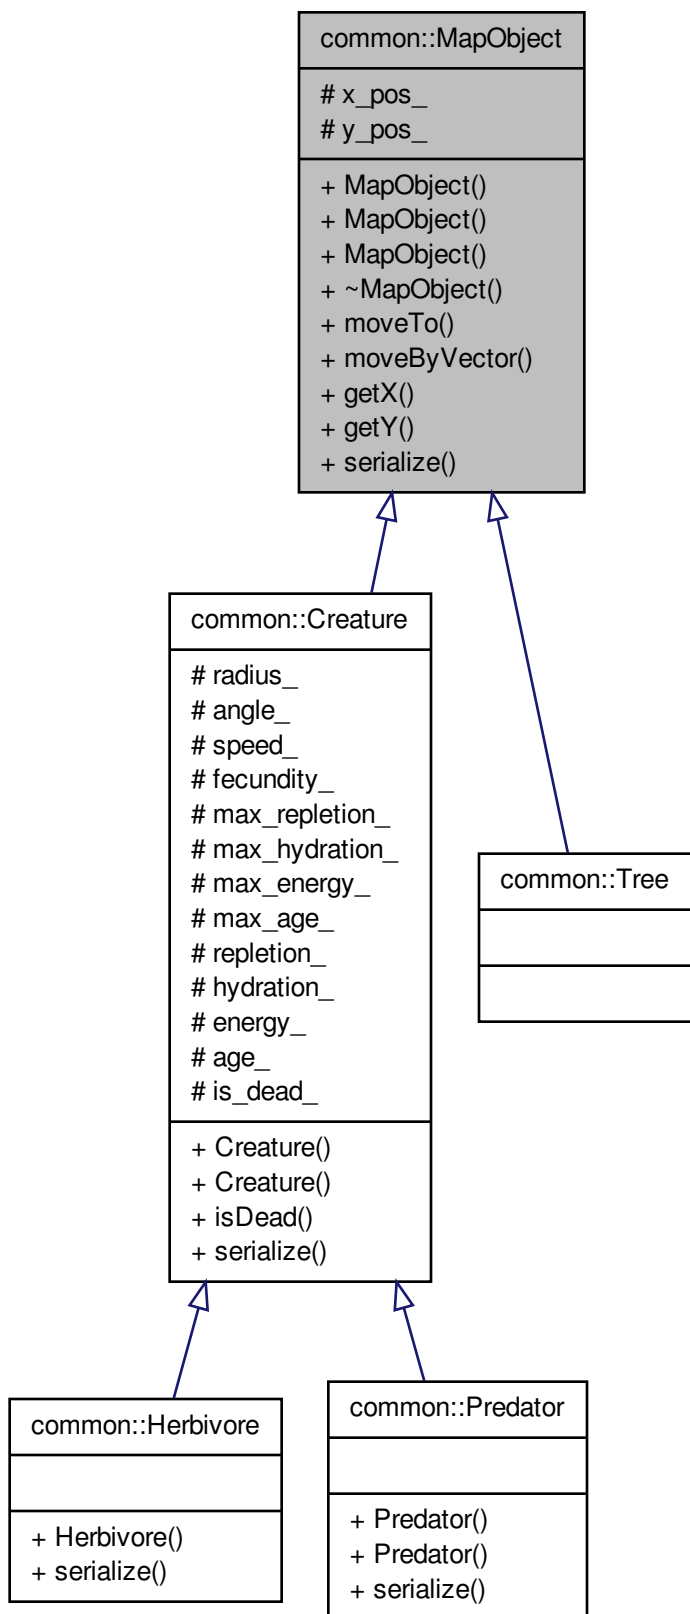 common::MapObject
# x_pos_
# y_pos_
+ MapObject()
+ MapObject()
+ MapObject()
+ ~MapObject()
+ moveTo()
+ moveByVector()
+ getX()
+ getY()
+ serialize()
common::Creature
# radius_
# angle_
# speed_
# fecundity_
# max_repletion_
# max_hydration_
# max_energy_
# max_age_
# repletion_
# hydration_
# energy_
# age_
# is_dead_
+ Creature()
+ Creature()
+ isDead()
+ serialize()
common::Tree
common::Herbivore
+ Herbivore()
+ serialize()
common::Predator
+ Predator()
+ Predator()
+ serialize()